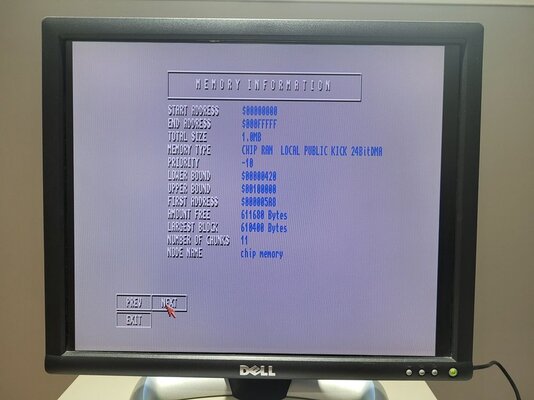 MEMORY INFORMATION
START ADDRESS $00000000
END ADDRESS $000FFFFF
TOTAL SIZE 1.0MB
MEMORY TYPE CHIP RAM LOCAL PUBLIC KICK 24BitDMA
PRIORITY -10
LOWER BOUND $00000420
UPPER BOUND $00100000
FIRST ADDRESS $000005A8
AMOUNT FREE 611680 Bytes
LARGEST BLOCK 610400 Bytes
NUMBER OF CHUNKS 11
NODE NAME chip memory
PREV NEXT
EXIT
DELL